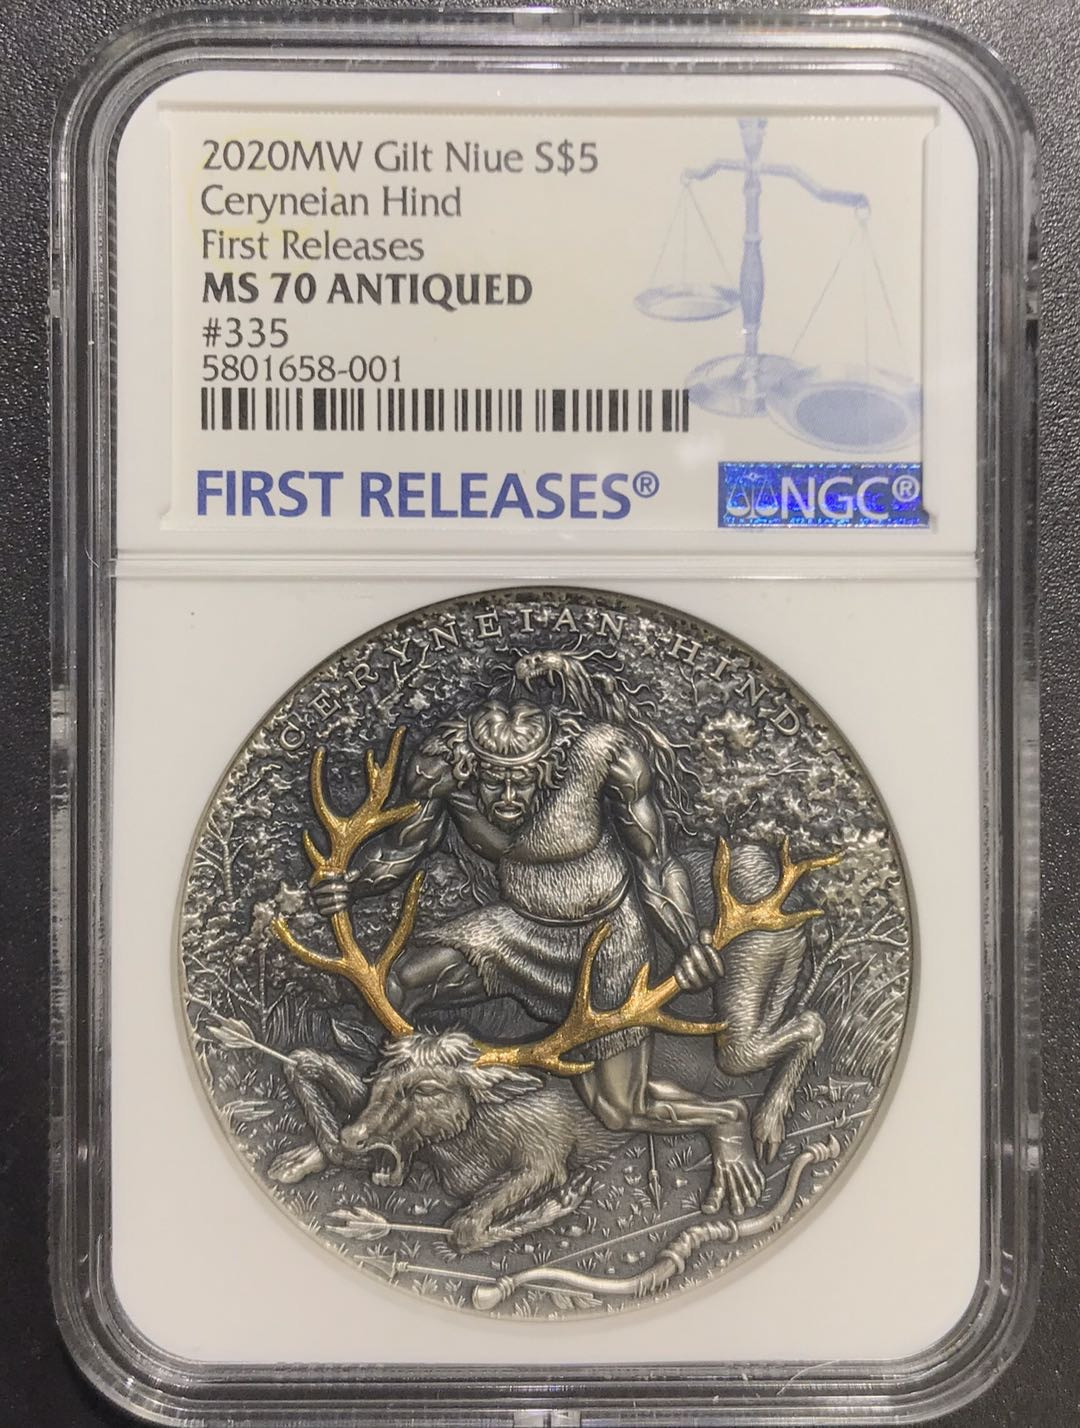 2020MW Gilt Niue S$5
Ceryneian Hind
First Releases
MS 70 ANTIQUED
#335
5801658-001
FIRST RELEASES®
NGC®
CERYNEIAN HIND